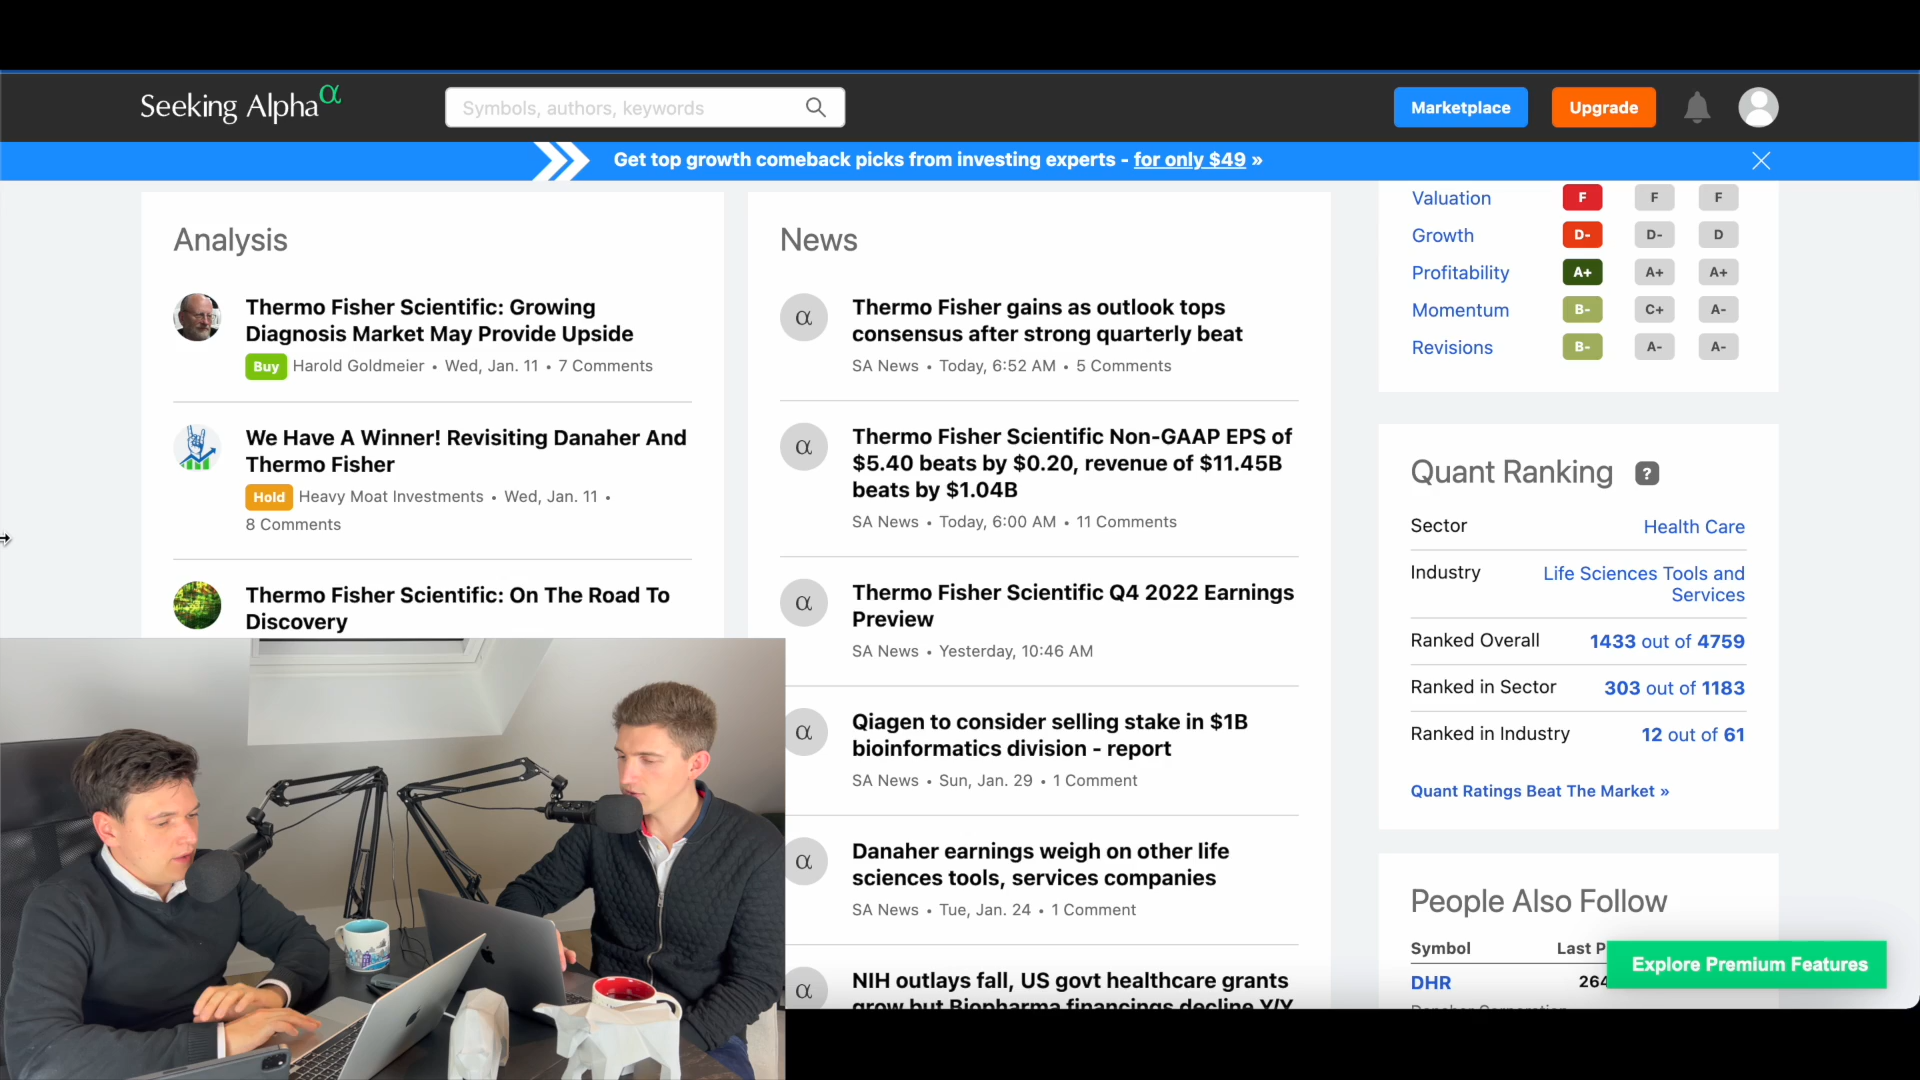 Seeking Alpha α
Symbols, authors, keywords
Marketplace
Upgrade
Get top growth comeback picks from investing experts - for only $49 »
Analysis
Thermo Fisher Scientific: Growing
Diagnosis Market May Provide Upside
Buy Harold Goldmeier • Wed, Jan. 11 • 7 Comments
We Have A Winner! Revisiting Danaher And
Thermo Fisher
Hold Heavy Moat Investments • Wed, Jan. 11 •
8 Comments
Thermo Fisher Scientific: On The Road To
Discovery
News
α
Thermo Fisher gains as outlook tops
consensus after strong quarterly beat
SA News • Today, 6:52 AM • 5 Comments
α
Thermo Fisher Scientific Non-GAAP EPS of
$5.40 beats by $0.20, revenue of $11.45B
beats by $1.04B
SA News • Today, 6:00 AM • 11 Comments
α
Thermo Fisher Scientific Q4 2022 Earnings
Preview
SA News • Yesterday, 10:46 AM
α
Qiagen to consider selling stake in $1B
bioinformatics division - report
SA News • Sun, Jan. 29 • 1 Comment
α
Danaher earnings weigh on other life
sciences tools, services companies
SA News • Tue, Jan. 24 • 1 Comment
α
NIH outlays fall, US govt healthcare grants
grow but Biopharma financings decline Y/Y
Valuation F F F
Growth D- D- D
Profitability A+ A+ A+
Momentum B- C+ A-
Revisions B- A- A-
Quant Ranking ?
Sector Health Care
Industry Life Sciences Tools and
Services
Ranked Overall 1433 out of 4759
Ranked in Sector 303 out of 1183
Ranked in Industry 12 out of 61
Quant Ratings Beat The Market »
People Also Follow
Symbol Last P
DHR 264
Danaher Corporation
Explore Premium Features